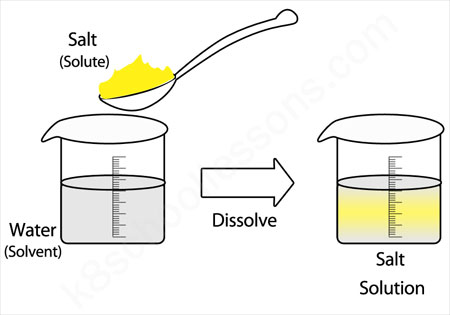 Salt
(Solute)
Water
(Solvent)
Dissolve
Salt
Solution
k8schoollessons.com